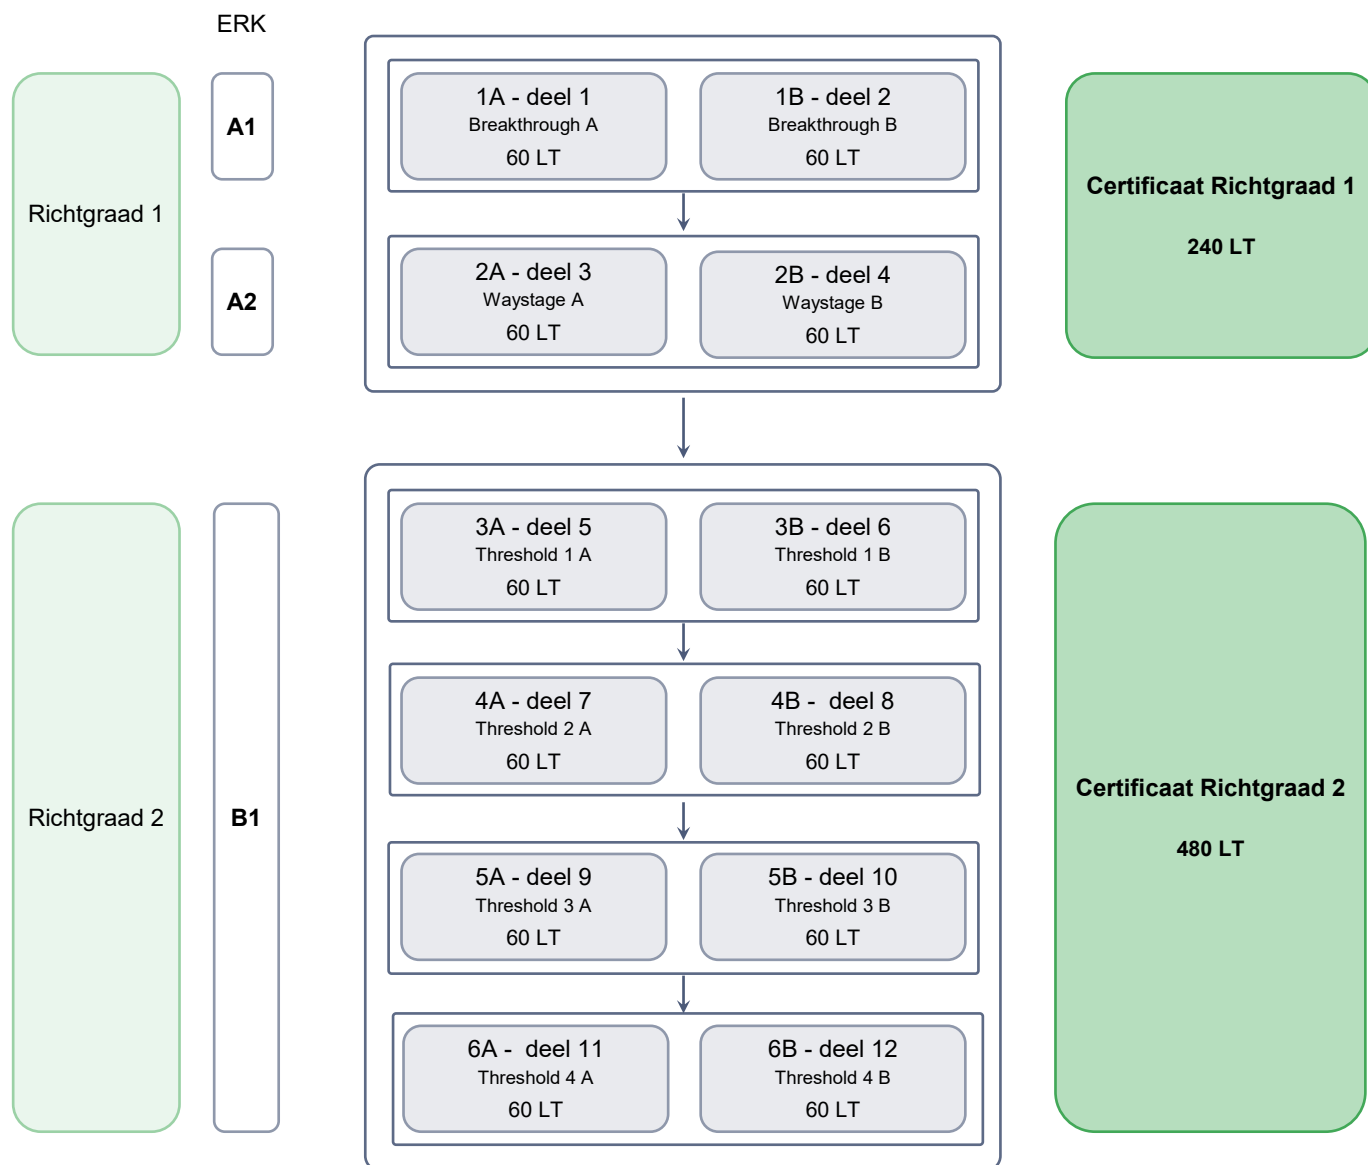 ERK
Richtgraad 1
A1
1A - deel 1
Breakthrough A
60 LT
1B - deel 2
Breakthrough B
60 LT
Certificaat Richtgraad 1
240 LT
A2
2A - deel 3
Waystage A
60 LT
2B - deel 4
Waystage B
60 LT
Richtgraad 2
B1
3A - deel 5
Threshold 1 A
60 LT
3B - deel 6
Threshold 1 B
60 LT
4A - deel 7
Threshold 2 A
60 LT
4B -  deel 8
Threshold 2 B
60 LT
Certificaat Richtgraad 2
480 LT
5A - deel 9
Threshold 3 A
60 LT
5B - deel 10
Threshold 3 B
60 LT
6A -  deel 11
Threshold 4 A
60 LT
6B - deel 12
Threshold 4 B
60 LT